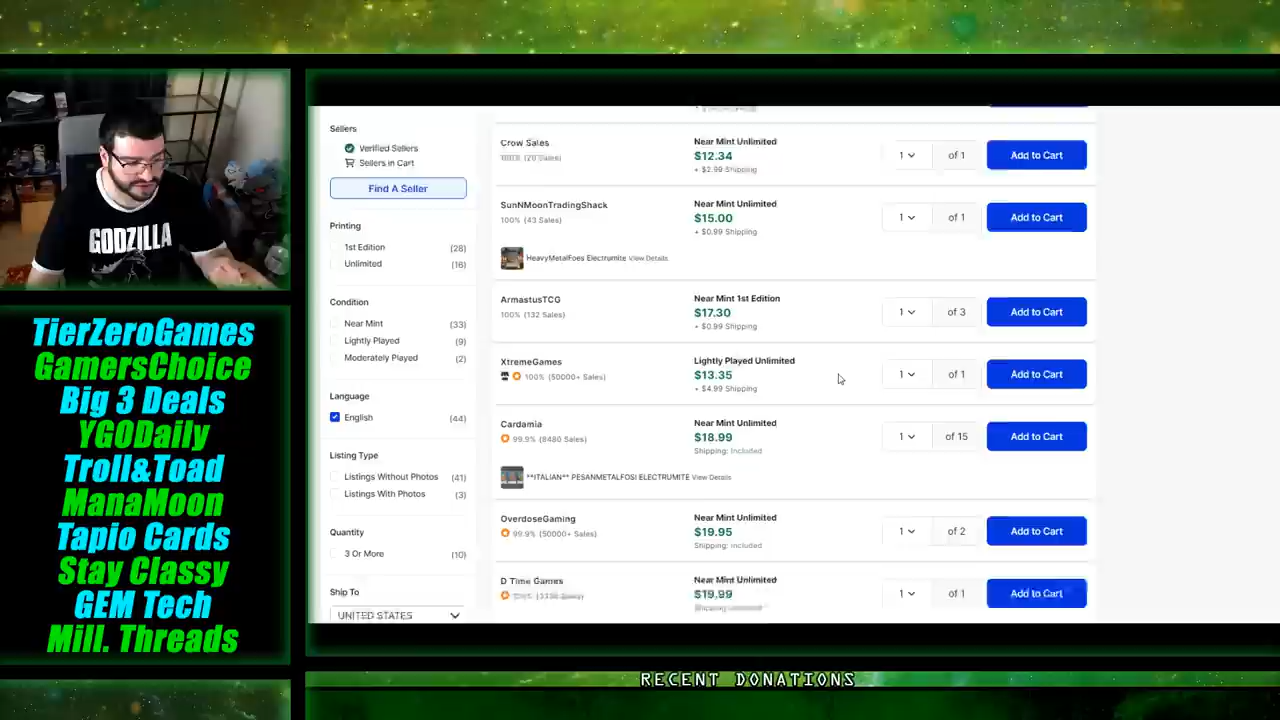 GODZILLA
TierZeroGames
GamersChoice
Big 3 Deals
YGODaily
Troll&Toad
ManaMoon
Tapio Cards
Stay Classy
GEM Tech
Mill. Threads
Sellers
Verified Sellers
Sellers in Cart
Find A Seller
Printing
1st Edition (28)
Unlimited (16)
Condition
Near Mint (33)
Lightly Played (9)
Moderately Played (2)
Language
English (44)
Listing Type
Listings Without Photos (41)
Listings With Photos (3)
Quantity
3 Or More (10)
Ship To
UNITED STATES
Crow Sales
100% (20 Sales)
Near Mint Unlimited
$12.34
+ $2.99 Shipping
1 of 1 Add to Cart
SunNMoonTradingShack
100% (43 Sales)
Near Mint Unlimited
$15.00
+ $0.99 Shipping
1 of 1 Add to Cart
HeavyMetalFoes Electrumite View Details
ArmastusTCG
100% (132 Sales)
Near Mint 1st Edition
$17.30
+ $0.99 Shipping
1 of 3 Add to Cart
XtremeGames
100% (50000+ Sales)
Lightly Played Unlimited
$13.35
+ $4.99 Shipping
1 of 1 Add to Cart
Cardamia
99.9% (8480 Sales)
Near Mint Unlimited
$18.99
Shipping: Included
1 of 15 Add to Cart
**ITALIAN** PESANMETALFOSI ELECTRUMITE View Details
OverdoseGaming
99.9% (50000+ Sales)
Near Mint Unlimited
$19.95
Shipping: Included
1 of 2 Add to Cart
D Time Games
Near Mint Unlimited
$19.99
1 of 1 Add to Cart
RECENT DONATIONS